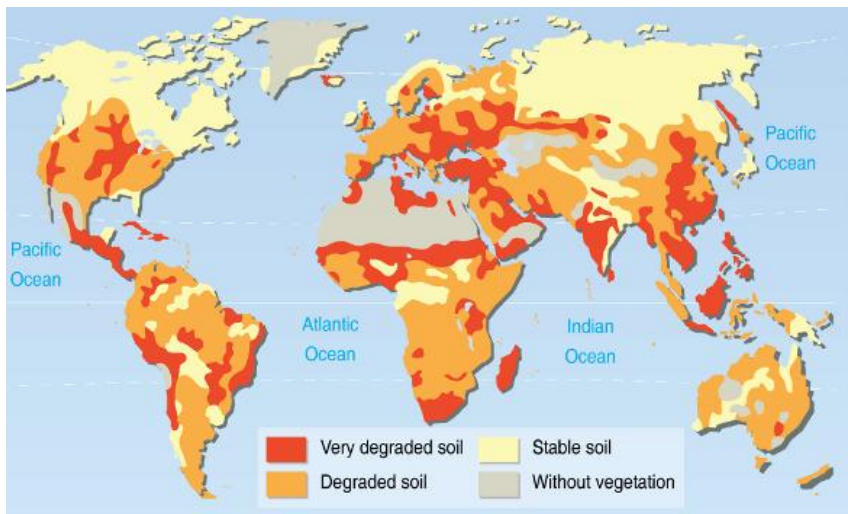 Pacific
Ocean
Pacific
Ocean
Atlantic
Ocean
Indian
Ocean
Very degraded soil
Stable soil
Degraded soil
Without vegetation